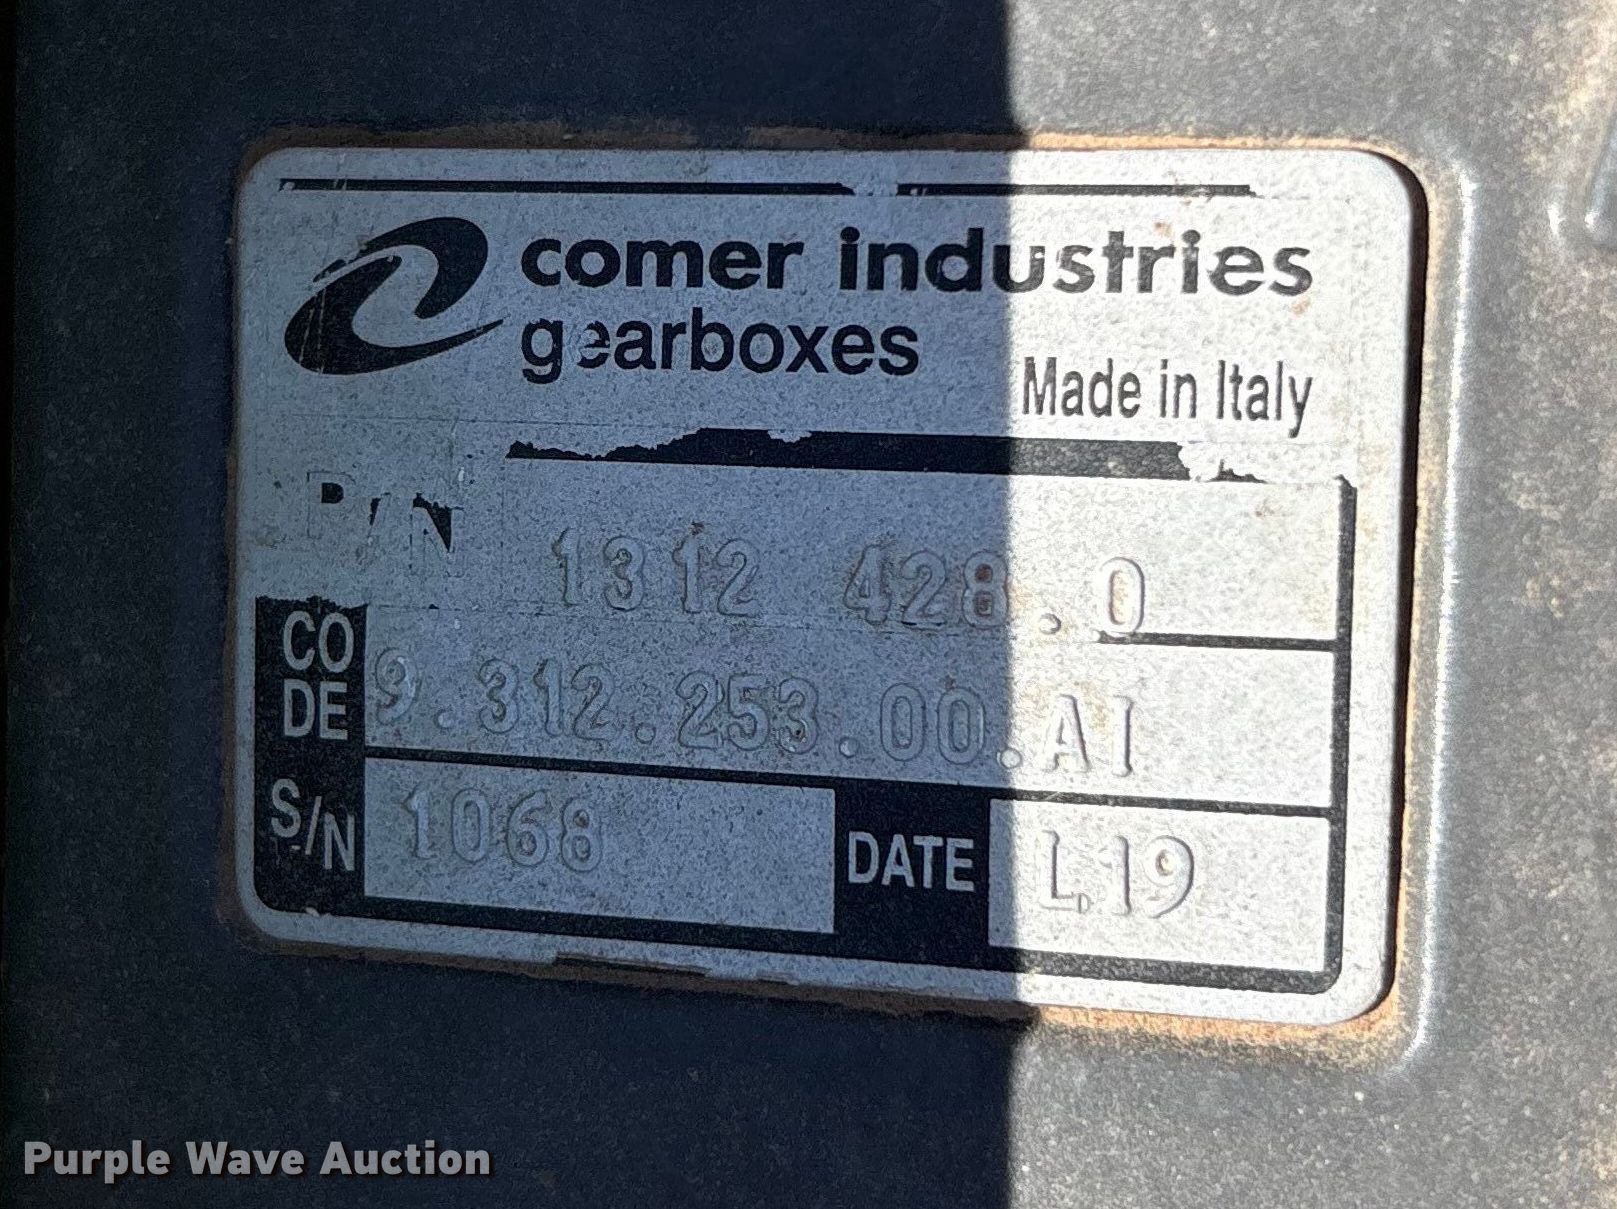 comer industries
gearboxes
Made in Italy
P/N 1312 428.0
CODE 9.312.253.00.AI
S/N 1068 DATE L19
Purple Wave Auction